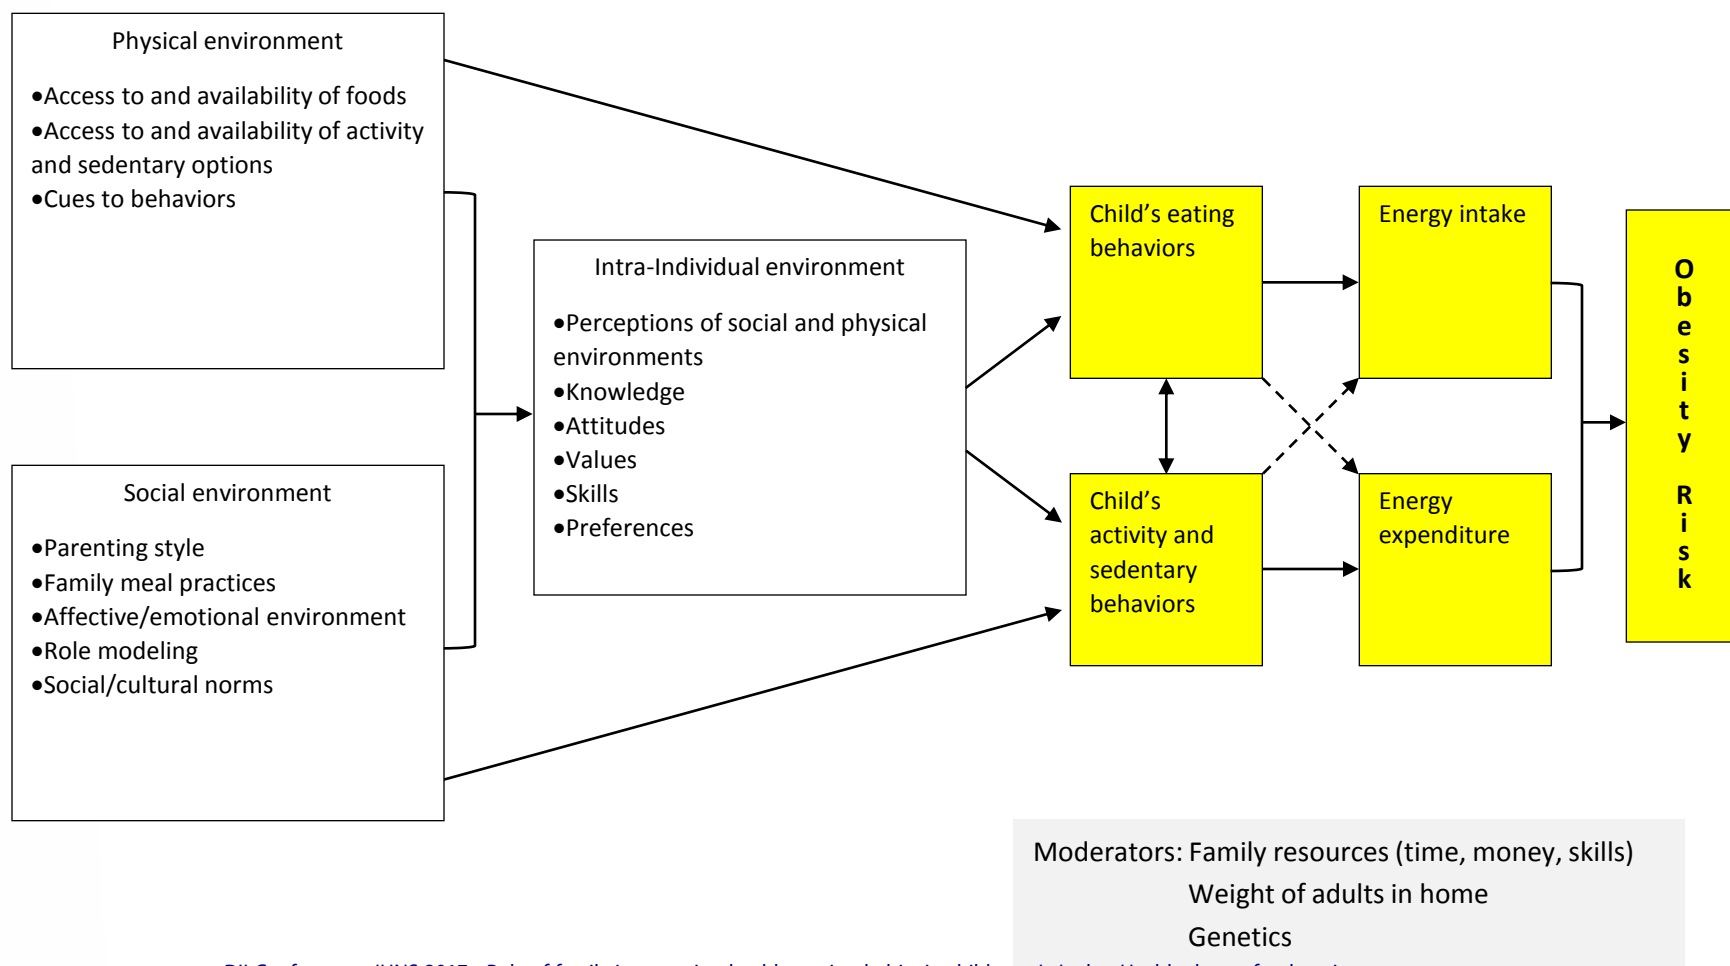 Physical environment
•Access to and availability of foods
•Access to and availability of activity
and sedentary options
•Cues to behaviors
Social environment
•Parenting style
•Family meal practices
•Affective/emotional environment
•Role modeling
•Social/cultural norms
Intra-Individual environment
•Perceptions of social and physical
environments
•Knowledge
•Attitudes
•Values
•Skills
•Preferences
Child's eating
behaviors
Energy intake
Child's
activity and
sedentary
behaviors
Energy
expenditure
Obesity Risk
Moderators: Family resources (time, money, skills)
Weight of adults in home
Genetics